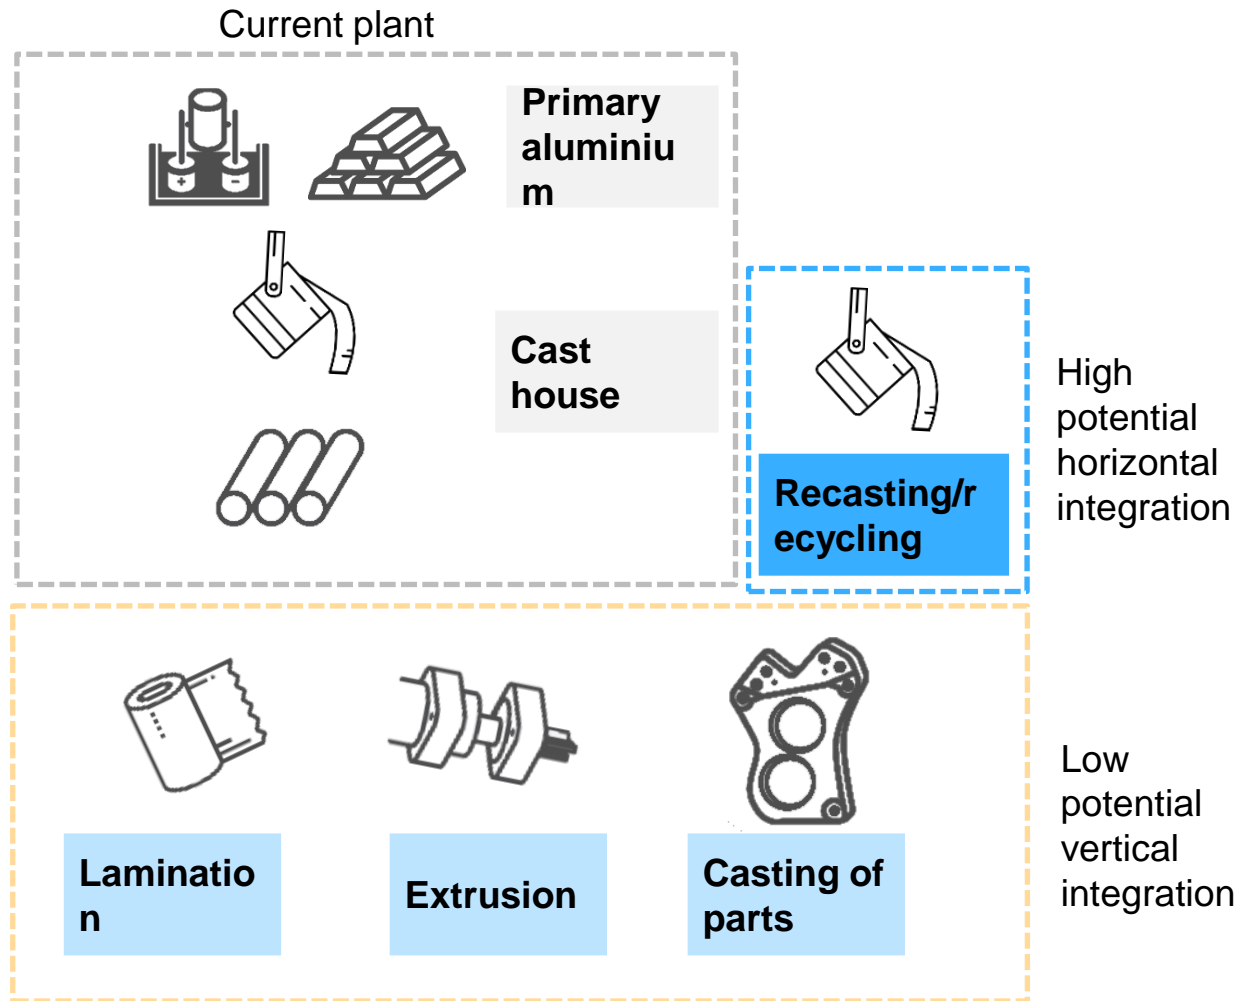 Current plant
Primary
aluminiu
m
Cast
house
Recasting/r
ecycling
High
potential
horizontal
integration
Laminatio
n
Extrusion
Casting of
parts
Low
potential
vertical
integration